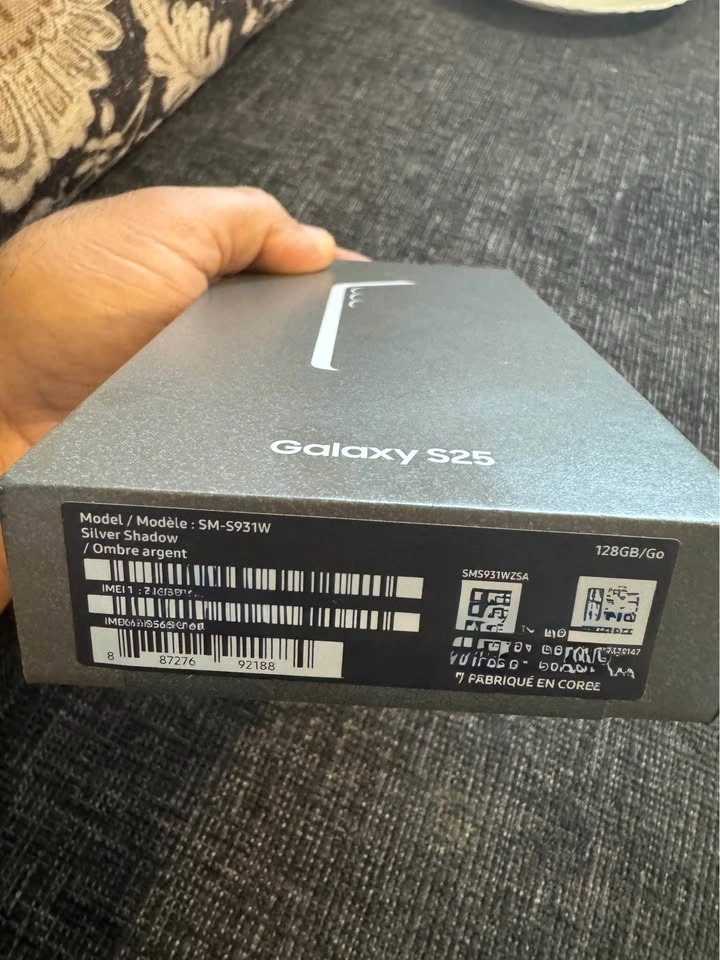 Galaxy S25
Model / Modèle : SM-S931W
Silver Shadow
/ Ombre argent
128GB/Go
IMEI 1 :
SMS931WZSA
8 87276 92188
FABRIQUÉ EN